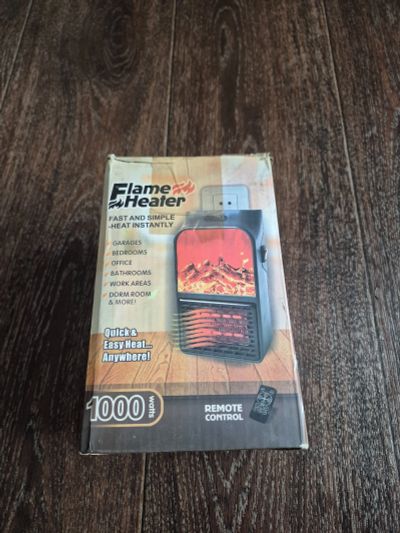 Flame
Heater
FAST AND SIMPLE
-HEAT INSTANTLY
GARAGES
BEDROOMS
OFFICE
BATHROOMS
WORK AREAS
DORM ROOM
& MORE!
Quick &
Easy Heat...
Anywhere!
1000 watts
REMOTE
CONTROL